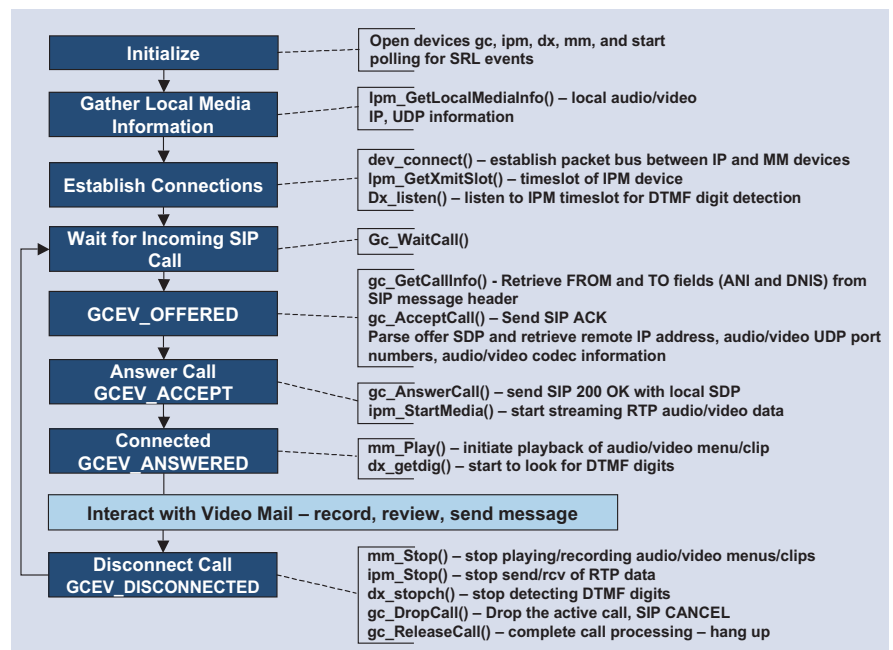 Initialize
Open devices gc, ipm, dx, mm, and start
polling for SRL events
Gather Local Media
Information
Ipm_GetLocalMediaInfo() – local audio/video
IP, UDP information
Establish Connections
dev_connect() – establish packet bus between IP and MM devices
Ipm_GetXmitSlot() – timeslot of IPM device
Dx_listen() – listen to IPM timeslot for DTMF digit detection
Wait for Incoming SIP
Call
Gc_WaitCall()
GCEV_OFFERED
gc_GetCallInfo() - Retrieve FROM and TO fields (ANI and DNIS) from
SIP message header
gc_AcceptCall() – Send SIP ACK
Parse offer SDP and retrieve remote IP address, audio/video UDP port
numbers, audio/video codec information
Answer Call
GCEV_ACCEPT
gc_AnswerCall() – send SIP 200 OK with local SDP
ipm_StartMedia() – start streaming RTP audio/video data
Connected
GCEV_ANSWERED
mm_Play() – initiate playback of audio/video menu/clip
dx_getdig() – start to look for DTMF digits
Interact with Video Mail – record, review, send message
Disconnect Call
GCEV_DISCONNECTED
mm_Stop() – stop playing/recording audio/video menus/clips
ipm_Stop() – stop send/rcv of RTP data
dx_stopch() – stop detecting DTMF digits
gc_DropCall() – Drop the active call, SIP CANCEL
gc_ReleaseCall() – complete call processing – hang up